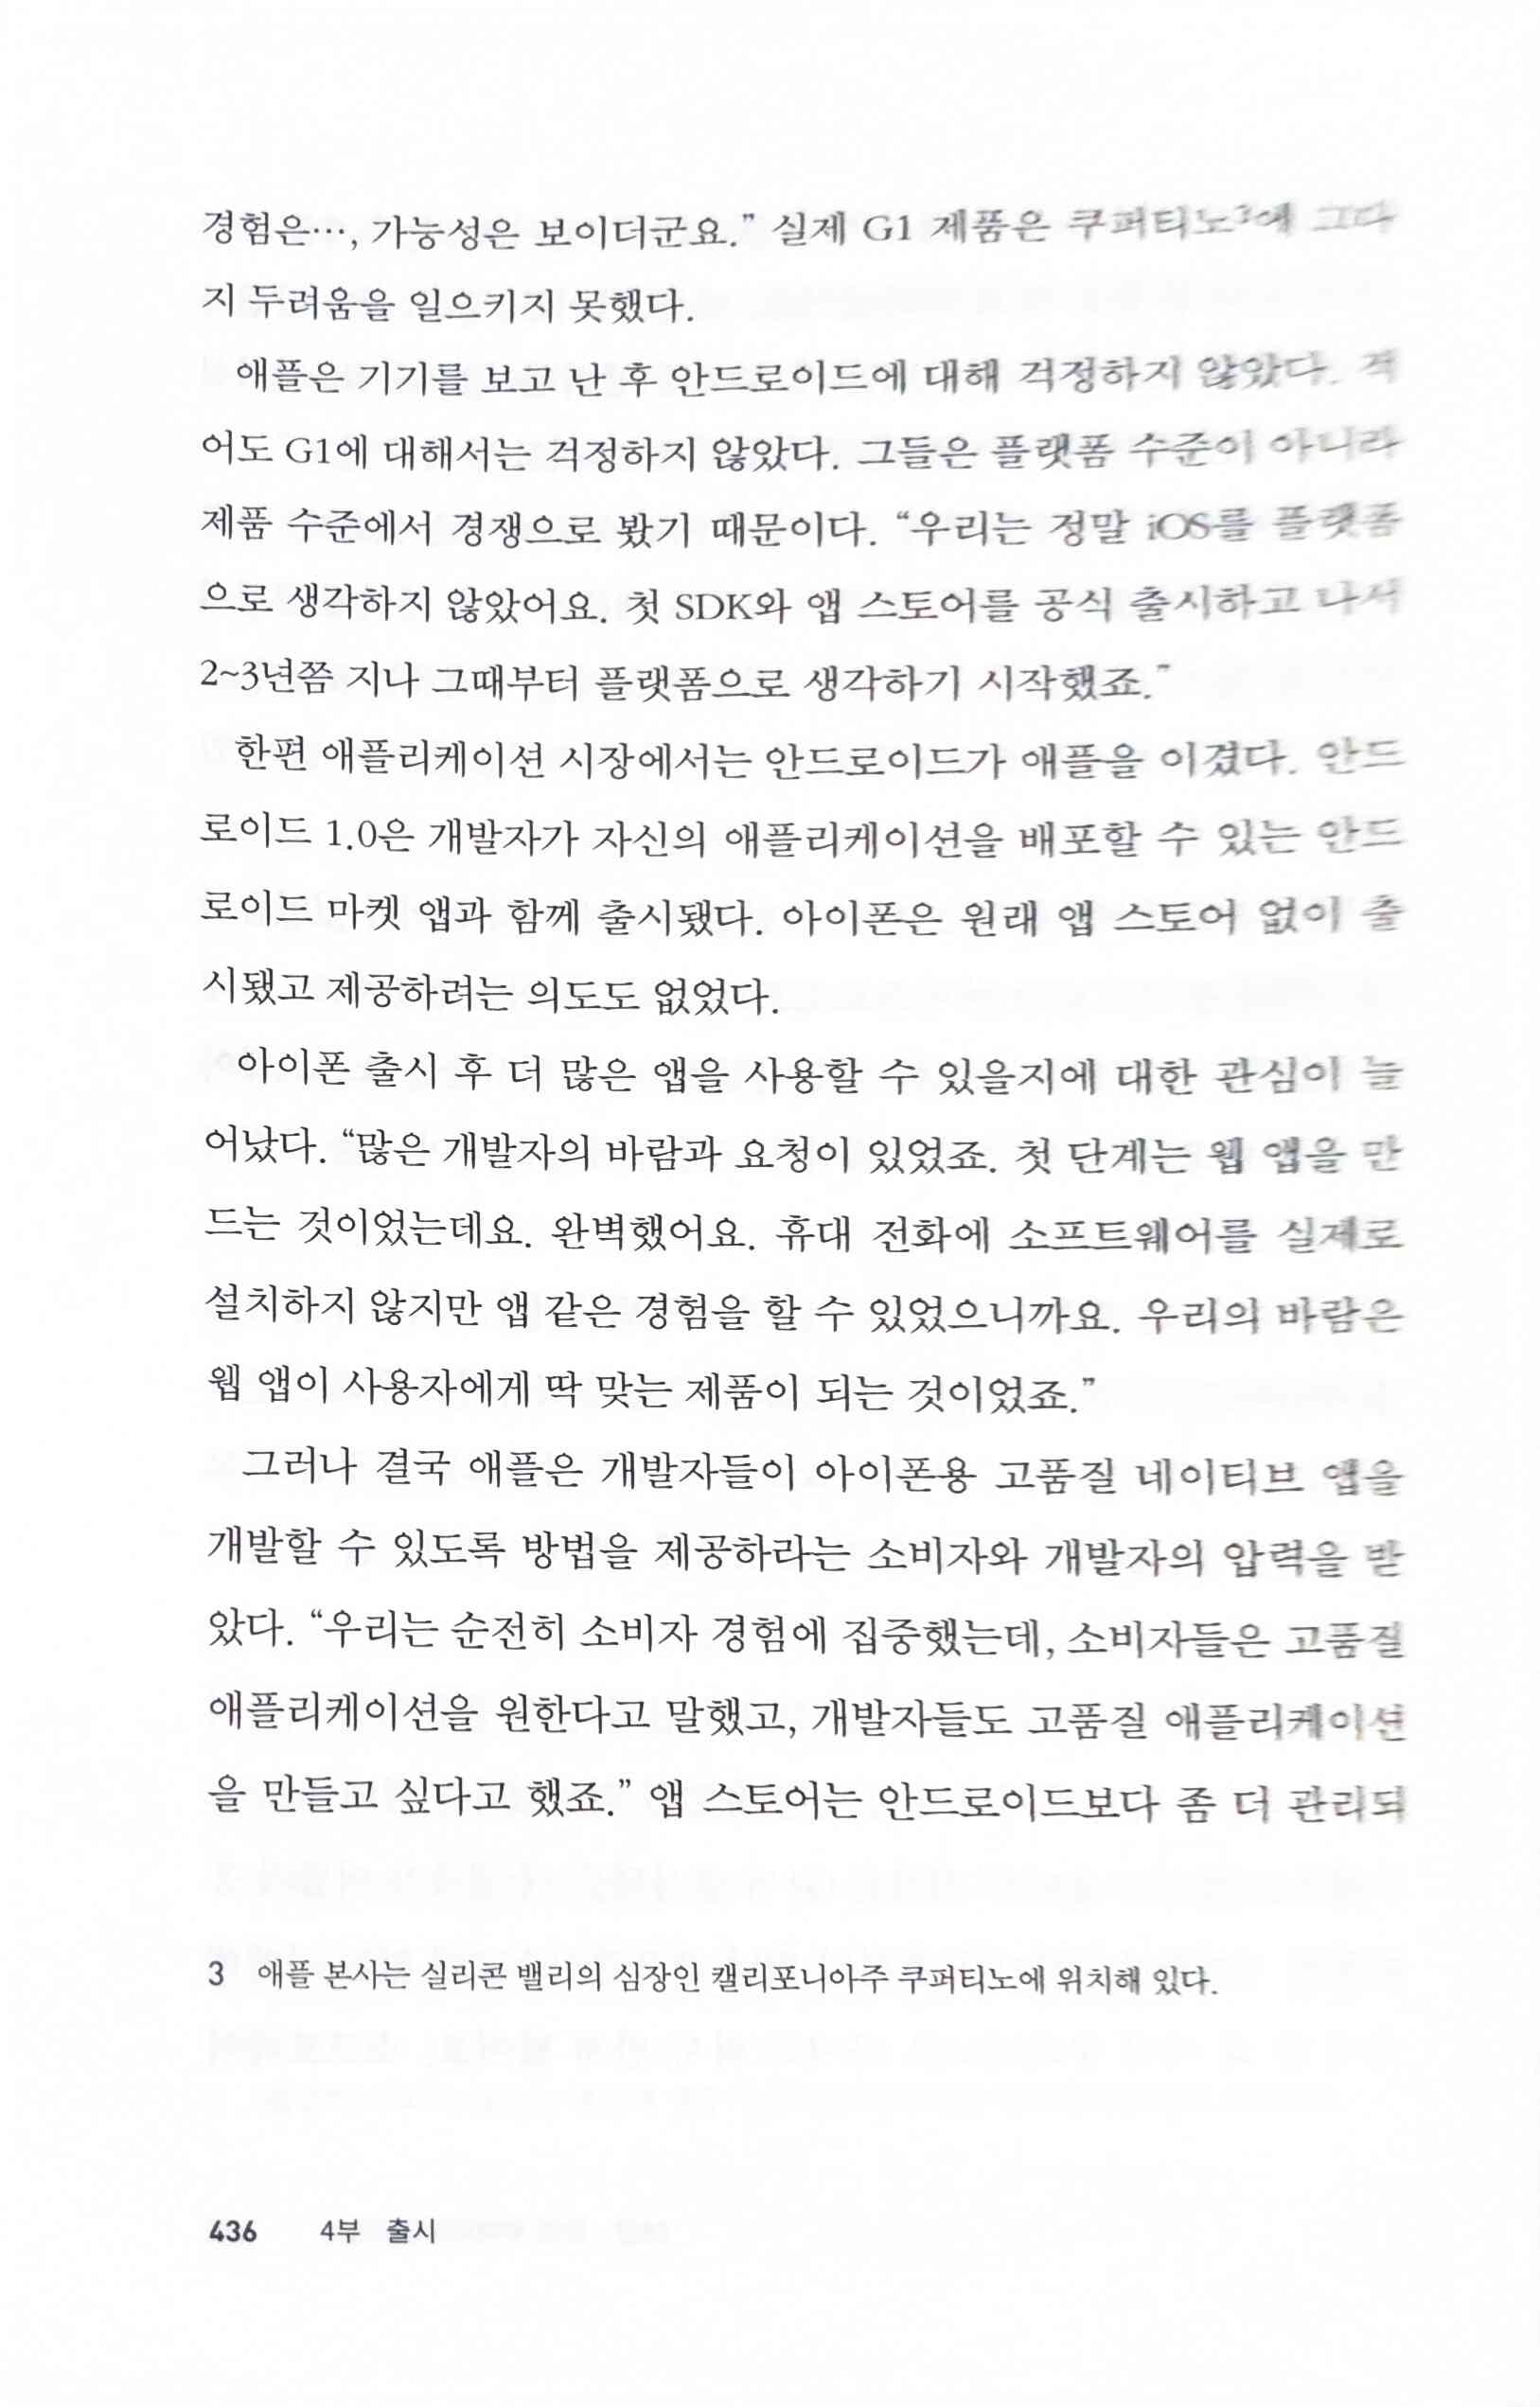 경험은…, 가능성은 보이더군요.” 실제 G1 제품은 쿠퍼티노3에 그다
지 두려움을 일으키지 못했다.
애플은 기기를 보고 난 후 안드로이드에 대해 걱정하지 않았다. 적
어도 G1에 대해서는 걱정하지 않았다. 그들은 플랫폼 수준이 아니라
제품 수준에서 경쟁으로 봤기 때문이다. “우리는 정말 iOS를 플랫폼
으로 생각하지 않았어요. 첫 SDK와 앱 스토어를 공식 출시하고 나서
2~3년쯤 지나 그때부터 플랫폼으로 생각하기 시작했죠.”
한편 애플리케이션 시장에서는 안드로이드가 애플을 이겼다. 안드
로이드 1.0은 개발자가 자신의 애플리케이션을 배포할 수 있는 안드
로이드 마켓 앱과 함께 출시됐다. 아이폰은 원래 앱 스토어 없이 출
시됐고 제공하려는 의도도 없었다.
아이폰 출시 후 더 많은 앱을 사용할 수 있을지에 대한 관심이 늘
어났다. “많은 개발자의 바람과 요청이 있었죠. 첫 단계는 웹 앱을 만
드는 것이었는데요. 완벽했어요. 휴대 전화에 소프트웨어를 실제로
설치하지 않지만 앱 같은 경험을 할 수 있었으니까요. 우리의 바람은
웹 앱이 사용자에게 딱 맞는 제품이 되는 것이었죠.”
그러나 결국 애플은 개발자들이 아이폰용 고품질 네이티브 앱을
개발할 수 있도록 방법을 제공하라는 소비자와 개발자의 압력을 받
았다. “우리는 순전히 소비자 경험에 집중했는데, 소비자들은 고품질
애플리케이션을 원한다고 말했고, 개발자들도 고품질 애플리케이션
을 만들고 싶다고 했죠.” 앱 스토어는 안드로이드보다 좀 더 관리되
3 애플 본사는 실리콘 밸리의 심장인 캘리포니아주 쿠퍼티노에 위치해 있다.
436 4부 출시